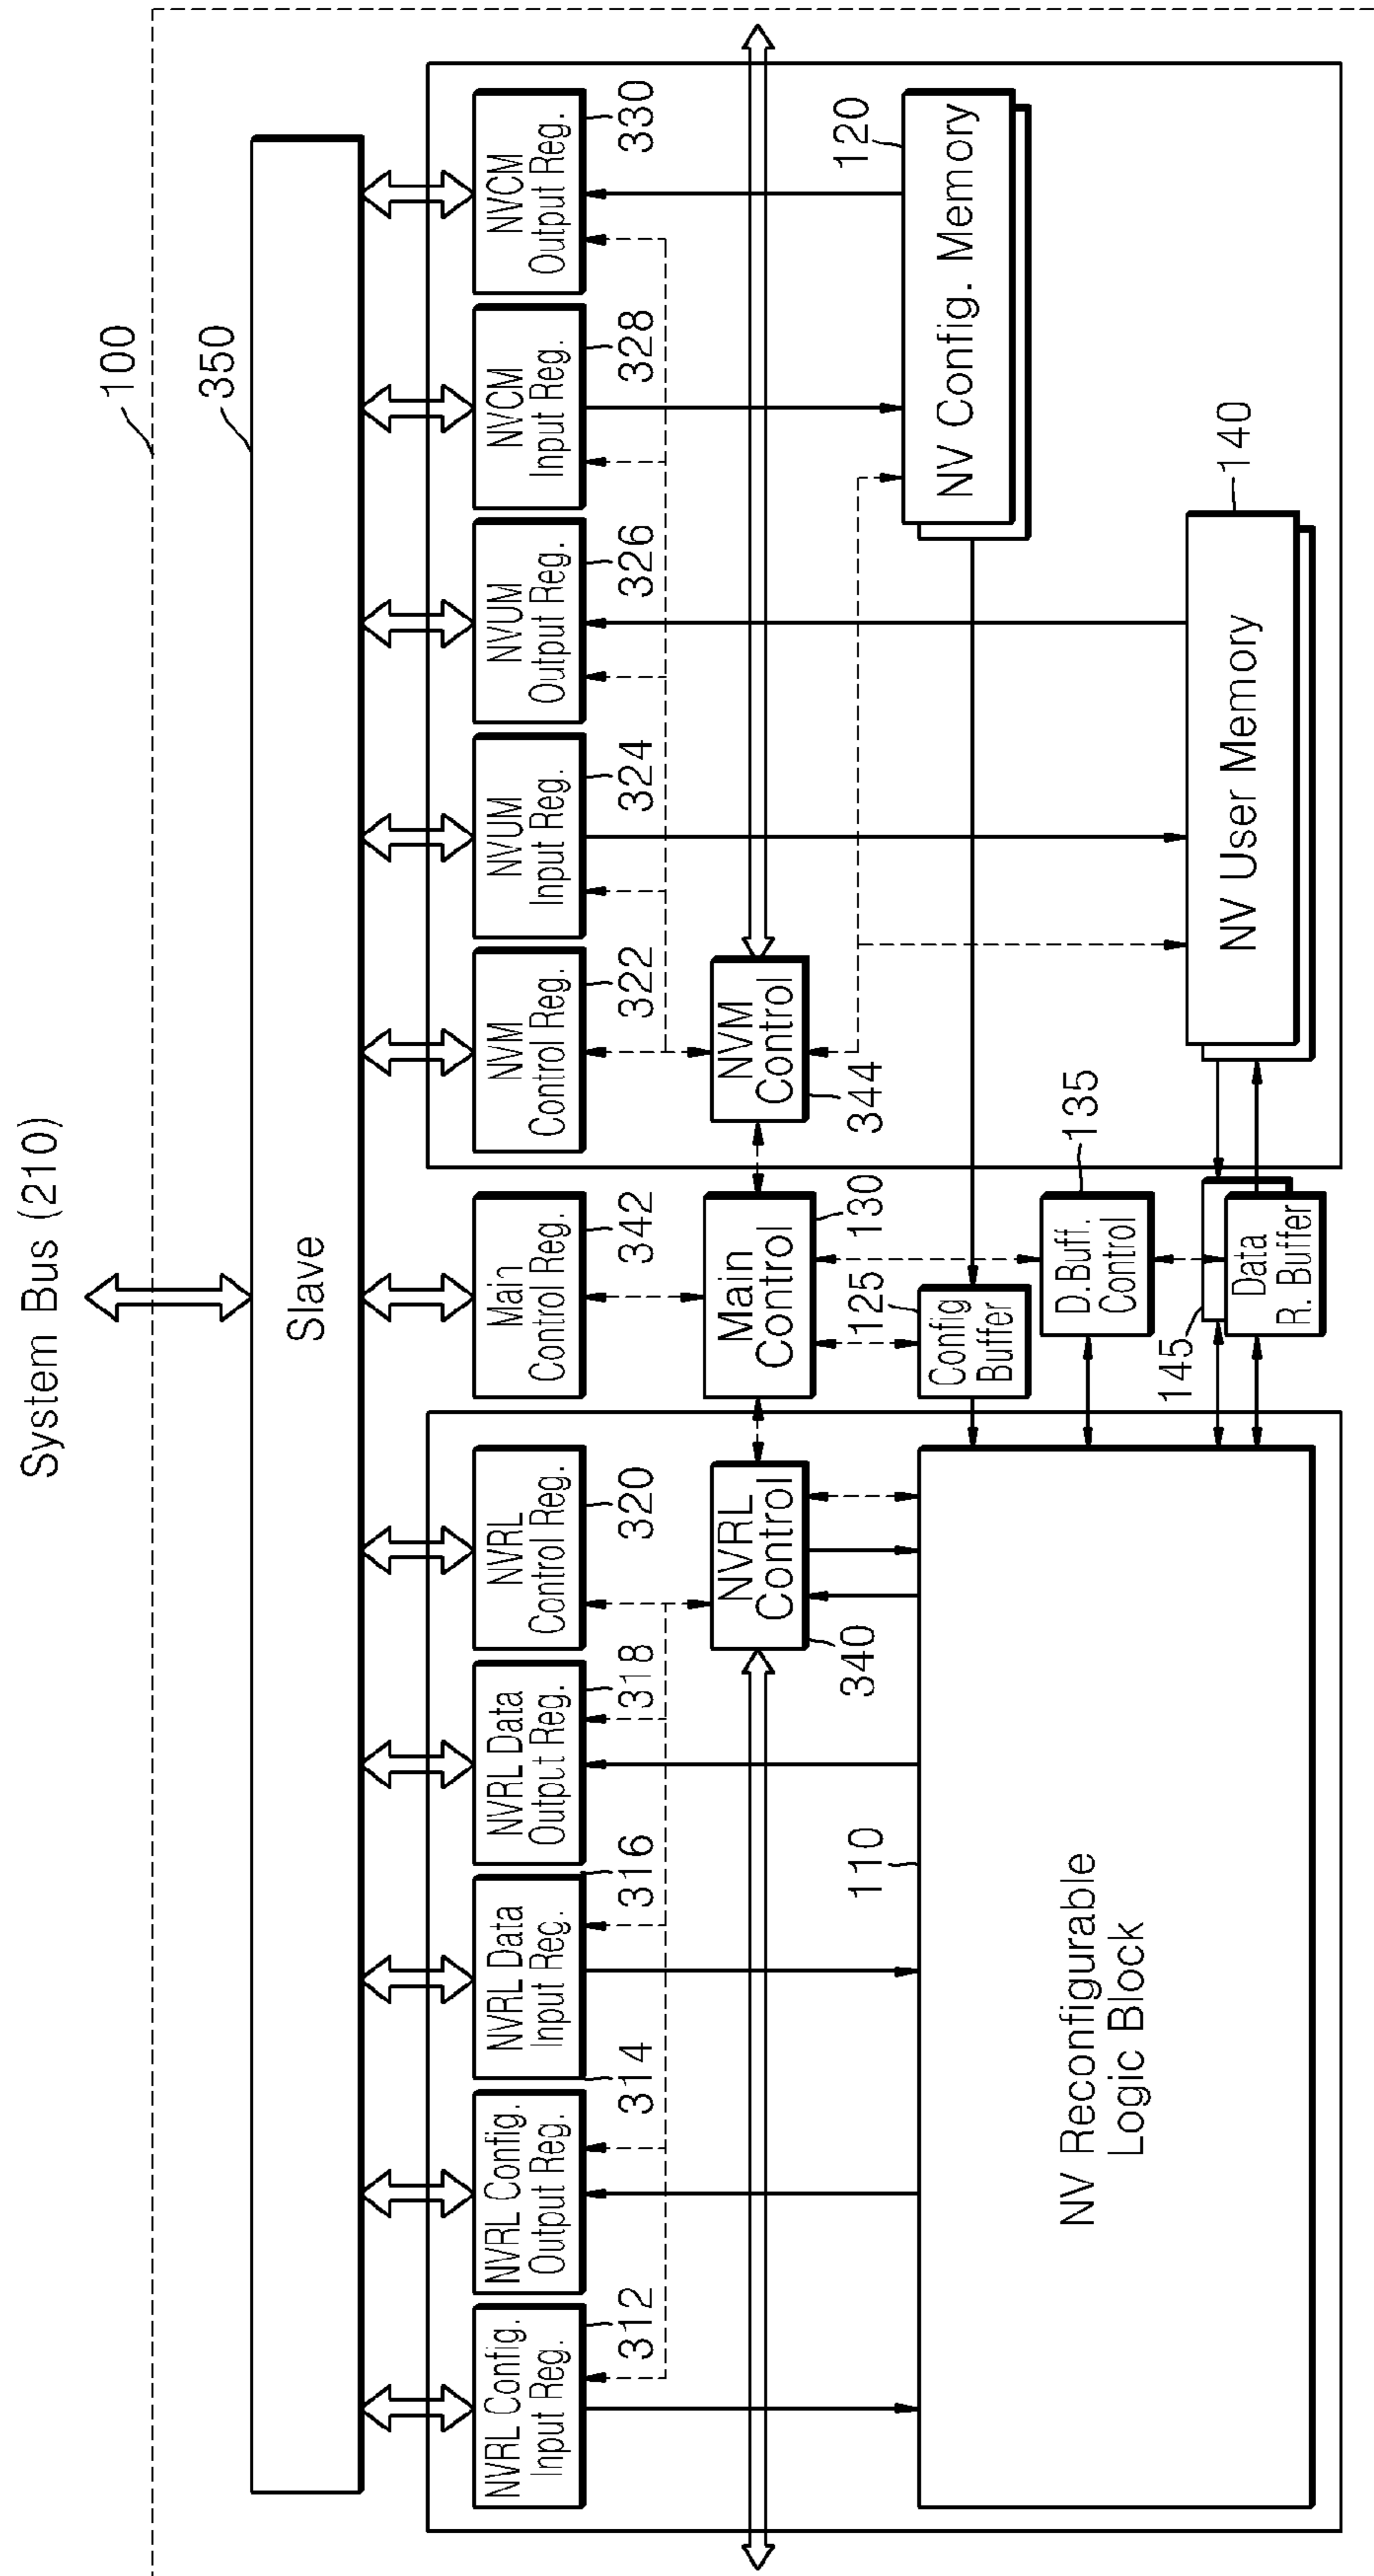 System Bus (210)
100
350
Slave
NVRL Config.
Input Reg.
312
NVRL Config.
Output Reg.
314
NVRL Data
Input Reg.
316
NVRL Data
Output Reg.
318
NVRL
Control Reg.
320
Main
Control Reg.
342
NVM
Control Reg.
322
NVUM
Input Reg.
324
NVUM
Output Reg.
326
NVCM
Input Reg.
328
NVCM
Output Reg.
330
NVRL
Control
340
Main
Control
130
NVM
Control
344
110
NV Reconfigurable
Logic Block
125
Config
Buffer
D.Buff.
Control
135
145
Data
R. Buffer
120
NV Config. Memory
140
NV User Memory